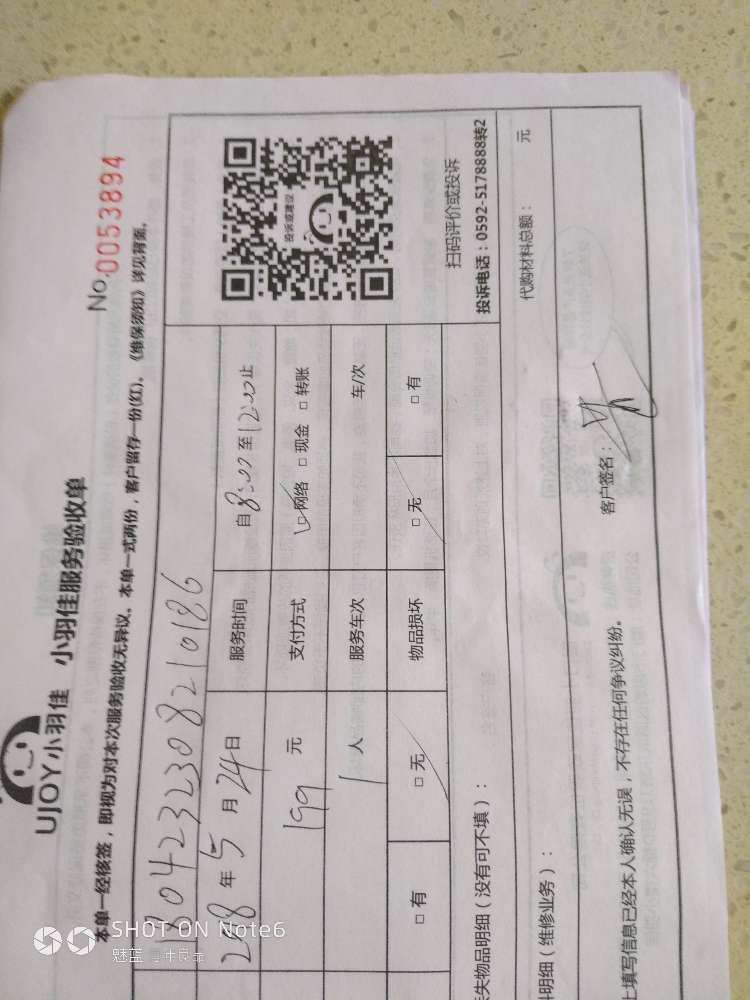 UJOY小羽佳 小羽佳服务验收单
No.0053894
本单一经核签，即视为对本次服务验收无异议。本单一式两份，客户留存一份(红)。《维保须知》详见背面。
1804232308210186
2018年5月24日 服务时间 自8:00至12:00止
199元 支付方式 □网络 □现金 □转账
1人 服务车次 车/次
□有 □无 物品损坏 □无 □有
投诉或建议
扫码评价或投诉
投诉电话：0592-5178888转2
失物品明细（没有可不填）：
明细（维修业务）： 代购材料总额： 元
上填写信息已经本人确认无误，不存在任何争议纠纷。 客户签名：
SHOT ON Note6
魅蓝